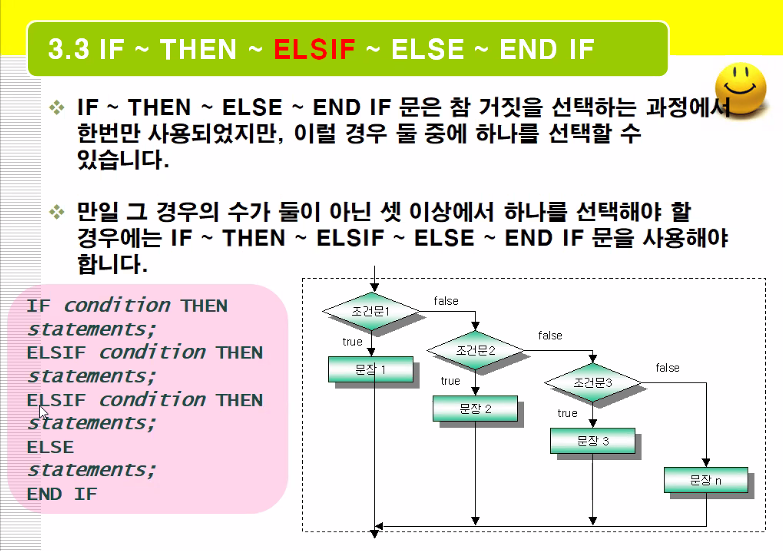 3.3 IF ~ THEN ~ ELSIF ~ ELSE ~ END IF
IF ~ THEN ~ ELSE ~ END IF 문은 참 거짓을 선택하는 과정에서
한번만 사용되었지만, 이럴 경우 둘 중에 하나를 선택할 수
있습니다.
만일 그 경우의 수가 둘이 아닌 셋 이상에서 하나를 선택해야 할
경우에는 IF ~ THEN ~ ELSIF ~ ELSE ~ END IF 문을 사용해야
합니다.
IF condition THEN
statements;
ELSIF condition THEN
statements;
ELSIF condition THEN
statements;
ELSE
statements;
END IF
조건문1
false
true
문장 1
조건문2
false
true
문장 2
조건문3
false
true
문장 3
문장 n